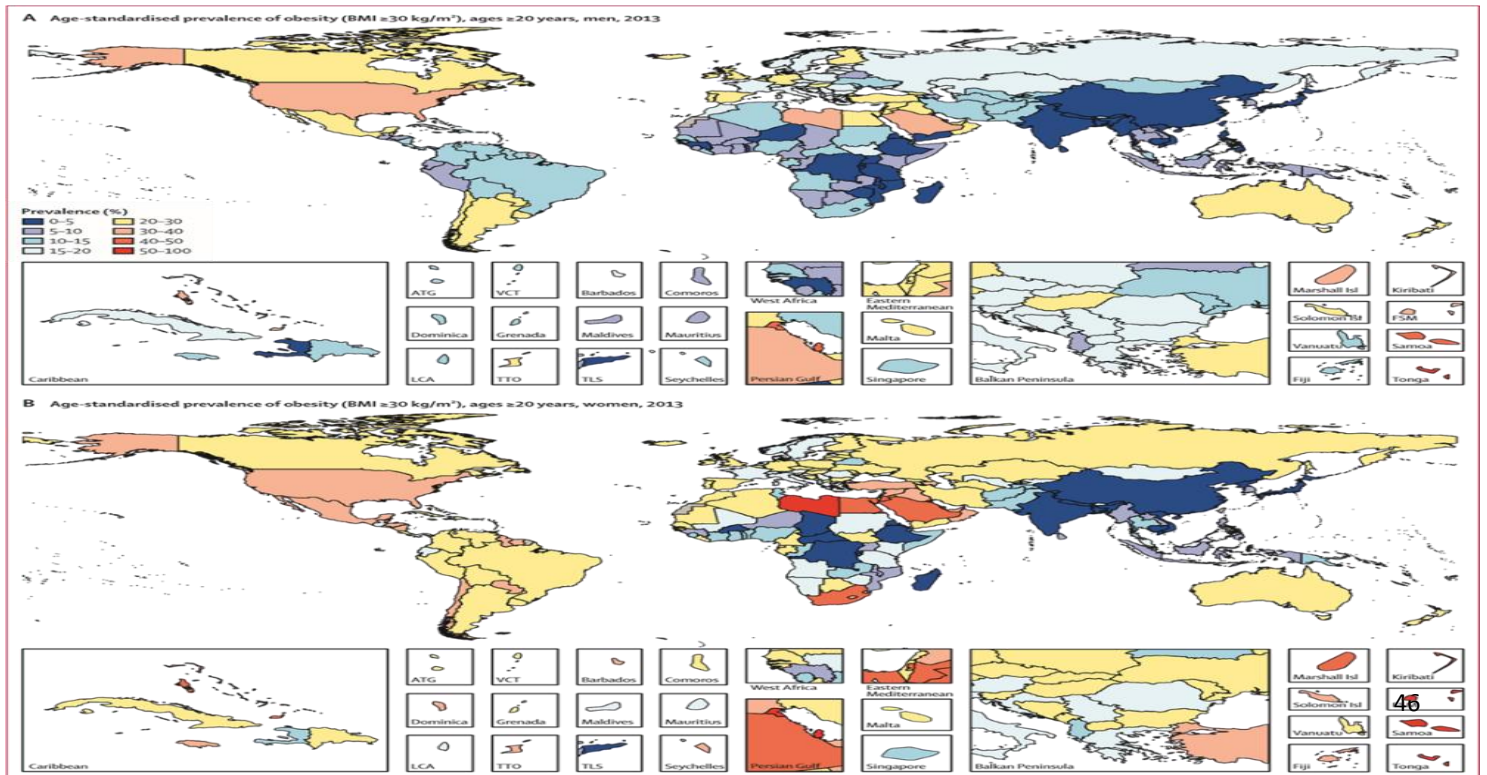 A Age-standardised prevalence of obesity (BMI ≥30 kg/m²), ages ≥20 years, men, 2013
Prevalence (%)
0–5 20–30
5–10 30–40
10–15 40–50
15–20 50–100
Caribbean
ATG VCT Barbados Comoros
Dominica Grenada Maldives Mauritius
LCA TTO TLS Seychelles
West Africa Eastern Mediterranean
Persian Gulf Malta
Singapore
Balkan Peninsula
Marshall Isl Kiribati
Solomon Isl FSM
Vanuatu Samoa
Fiji Tonga
B Age-standardised prevalence of obesity (BMI ≥30 kg/m²), ages ≥20 years, women, 2013
Caribbean
ATG VCT Barbados Comoros
Dominica Grenada Maldives Mauritius
LCA TTO TLS Seychelles
West Africa Eastern Mediterranean
Persian Gulf Malta
Singapore
Balkan Peninsula
Marshall Isl Kiribati
Solomon Isl 46
Vanuatu Samoa
Fiji Tonga